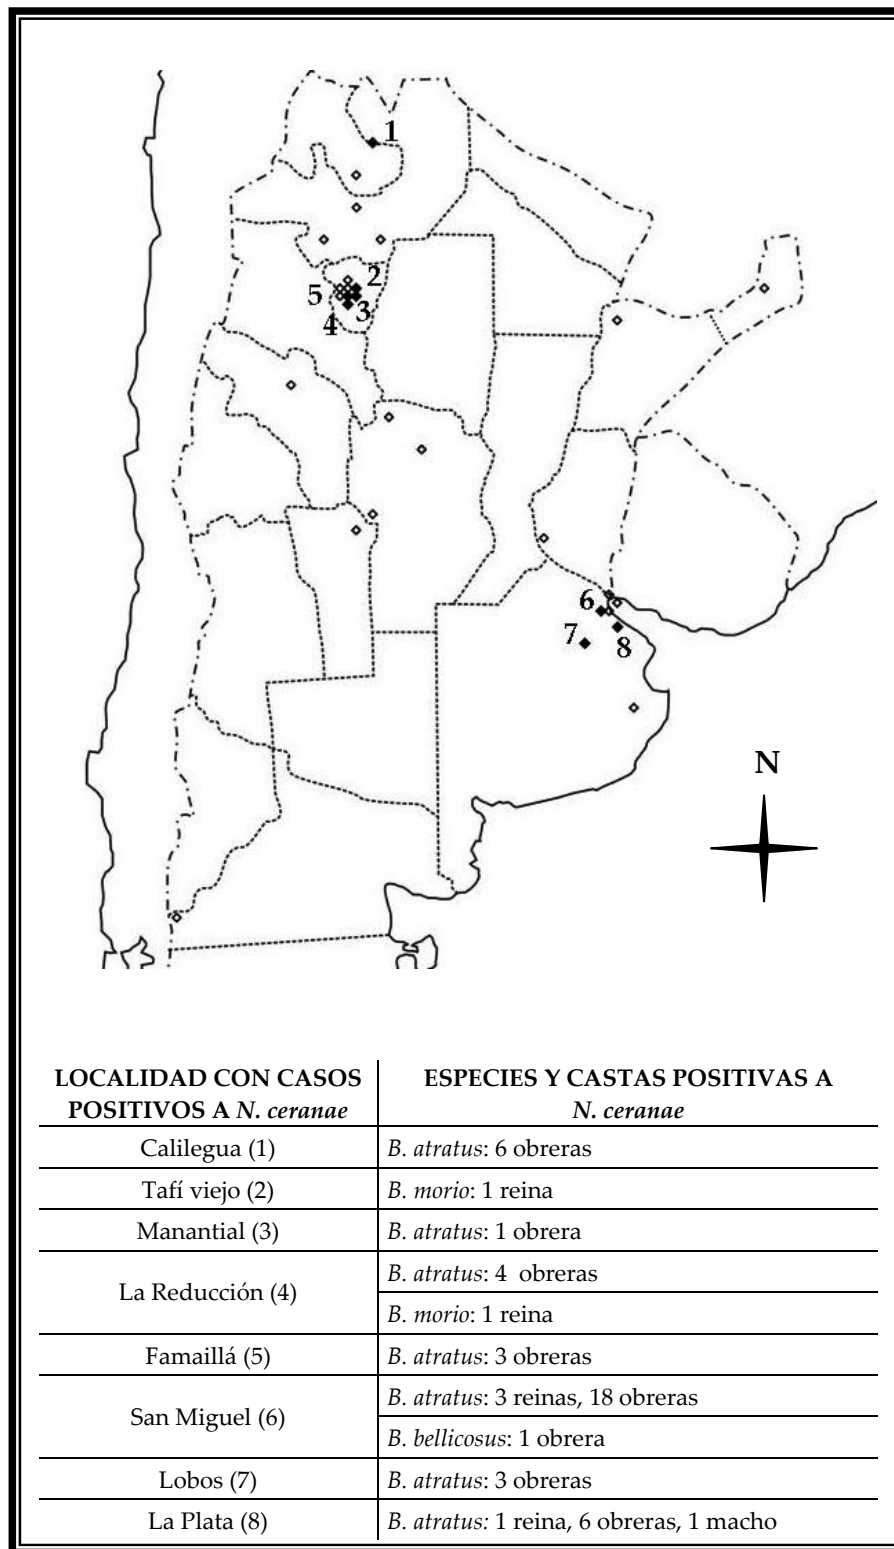 1
2
5
3
4
6
7
8
N
LOCALIDAD CON CASOS
POSITIVOS A N. ceranae
ESPECIES Y CASTAS POSITIVAS A
N. ceranae
Calilegua (1)
B. atratus: 6 obreras
Tafí viejo (2)
B. morio: 1 reina
Manantial (3)
B. atratus: 1 obrera
La Reducción (4)
B. atratus: 4 obreras
B. morio: 1 reina
Famaillá (5)
B. atratus: 3 obreras
San Miguel (6)
B. atratus: 3 reinas, 18 obreras
B. bellicosus: 1 obrera
Lobos (7)
B. atratus: 3 obreras
La Plata (8)
B. atratus: 1 reina, 6 obreras, 1 macho